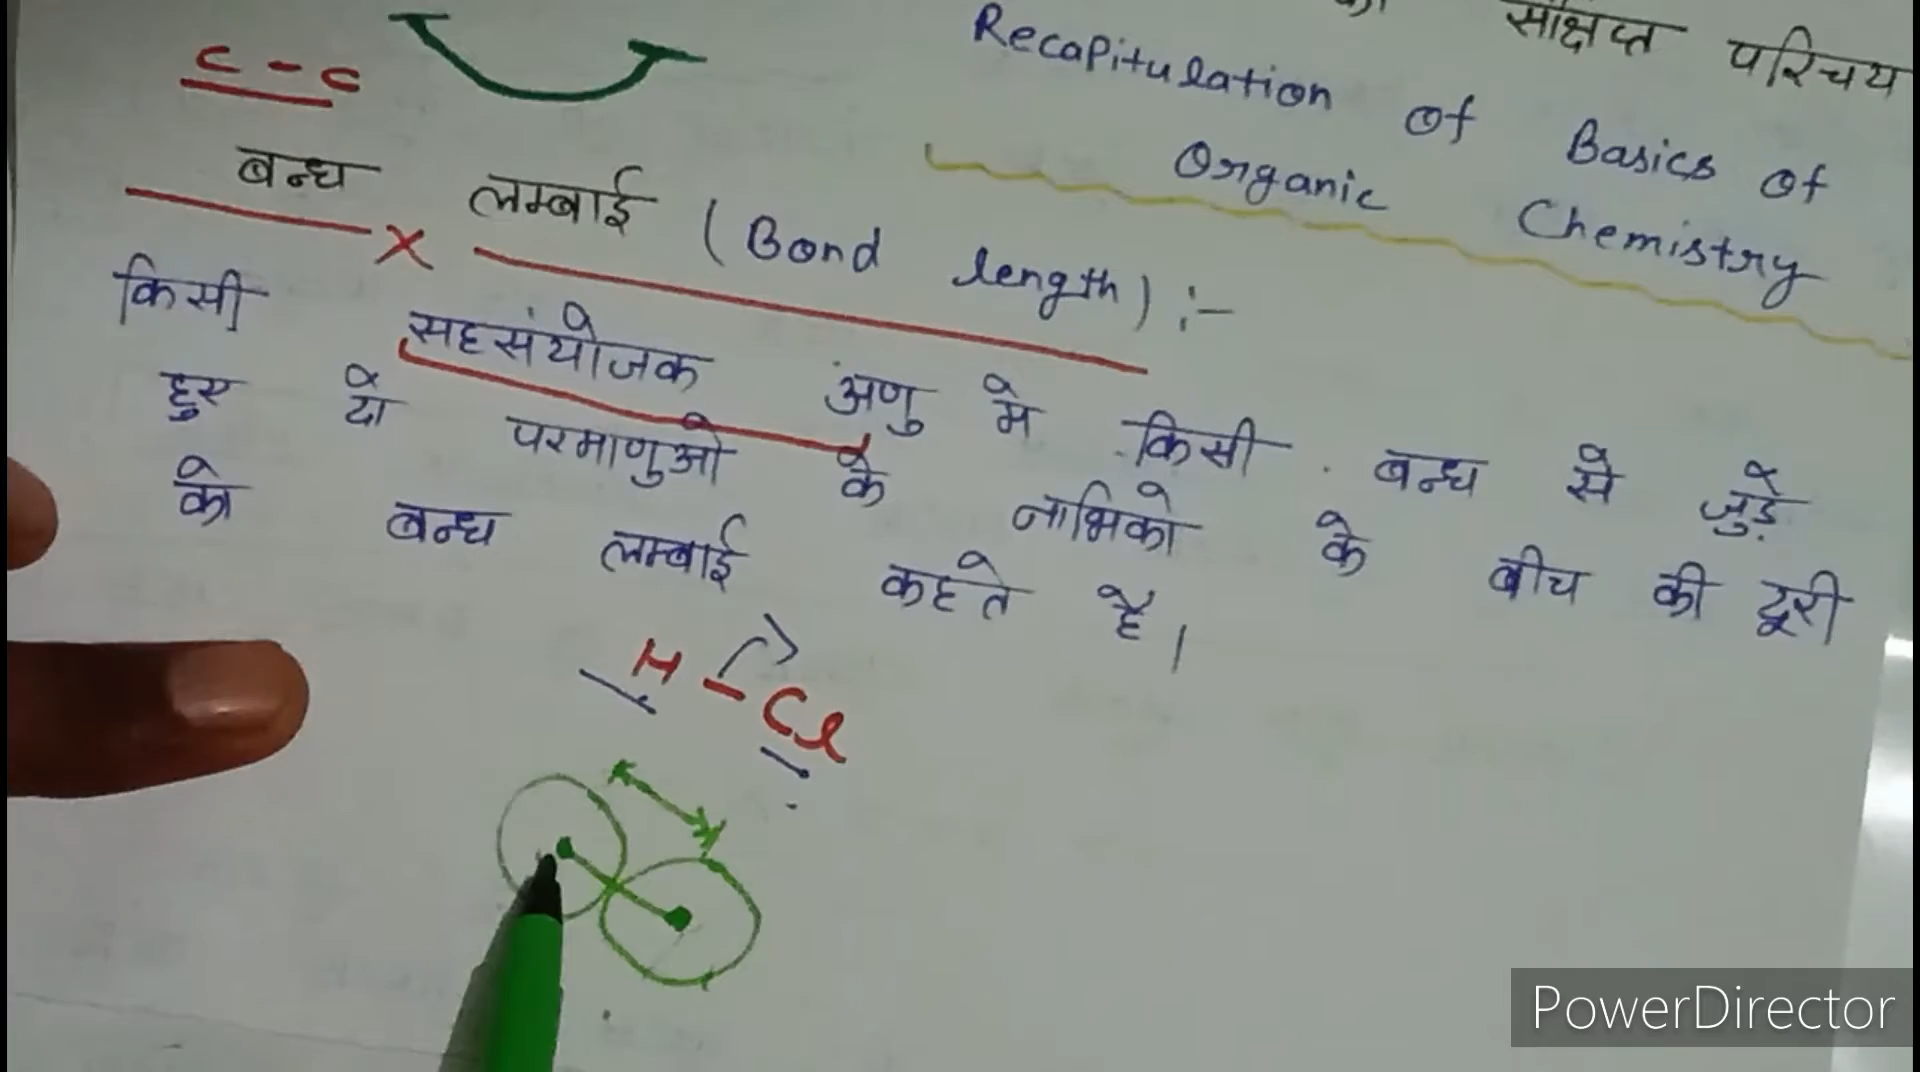 संक्षिप्त परिचय
Recapitulation of Basics of
Organic Chemistry
C - C
बन्ध लम्बाई (Bond length) :-
किसी सहसंयोजक अणु मे किसी बन्ध से जुड़े
हुए दो परमाणुओ के नाभिको के बीच की दूरी
को बन्ध लम्बाई कहते है।
H - Cl
PowerDirector